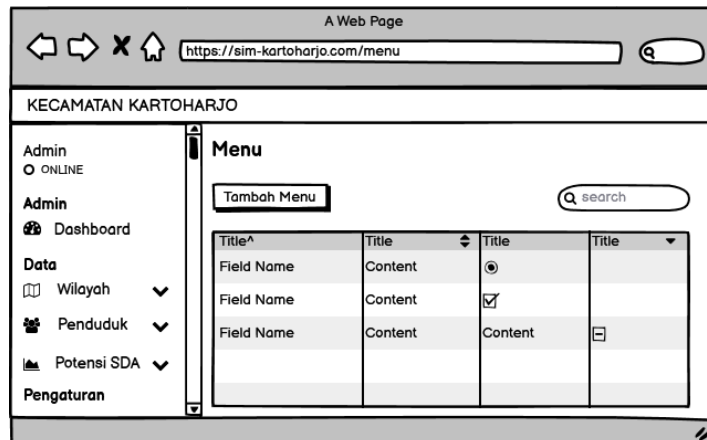 A Web Page
https://sim-kartoharjo.com/menu
KECAMATAN KARTOHARJO
Admin
ONLINE
Admin
Dashboard
Data
Wilayah
Penduduk
Potensi SDA
Pengaturan
Menu
Tambah Menu
search
Title^ Title Title Title
Field Name Content
Field Name Content
Field Name Content Content